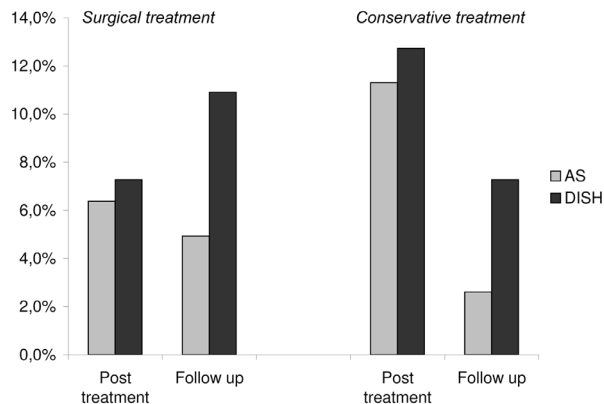 Surgical treatment
Conservative treatment
14,0%
12,0%
10,0%
8,0%
6,0%
4,0%
2,0%
0,0%
AS
DISH
Post
treatment
Follow up
Post
treatment
Follow up